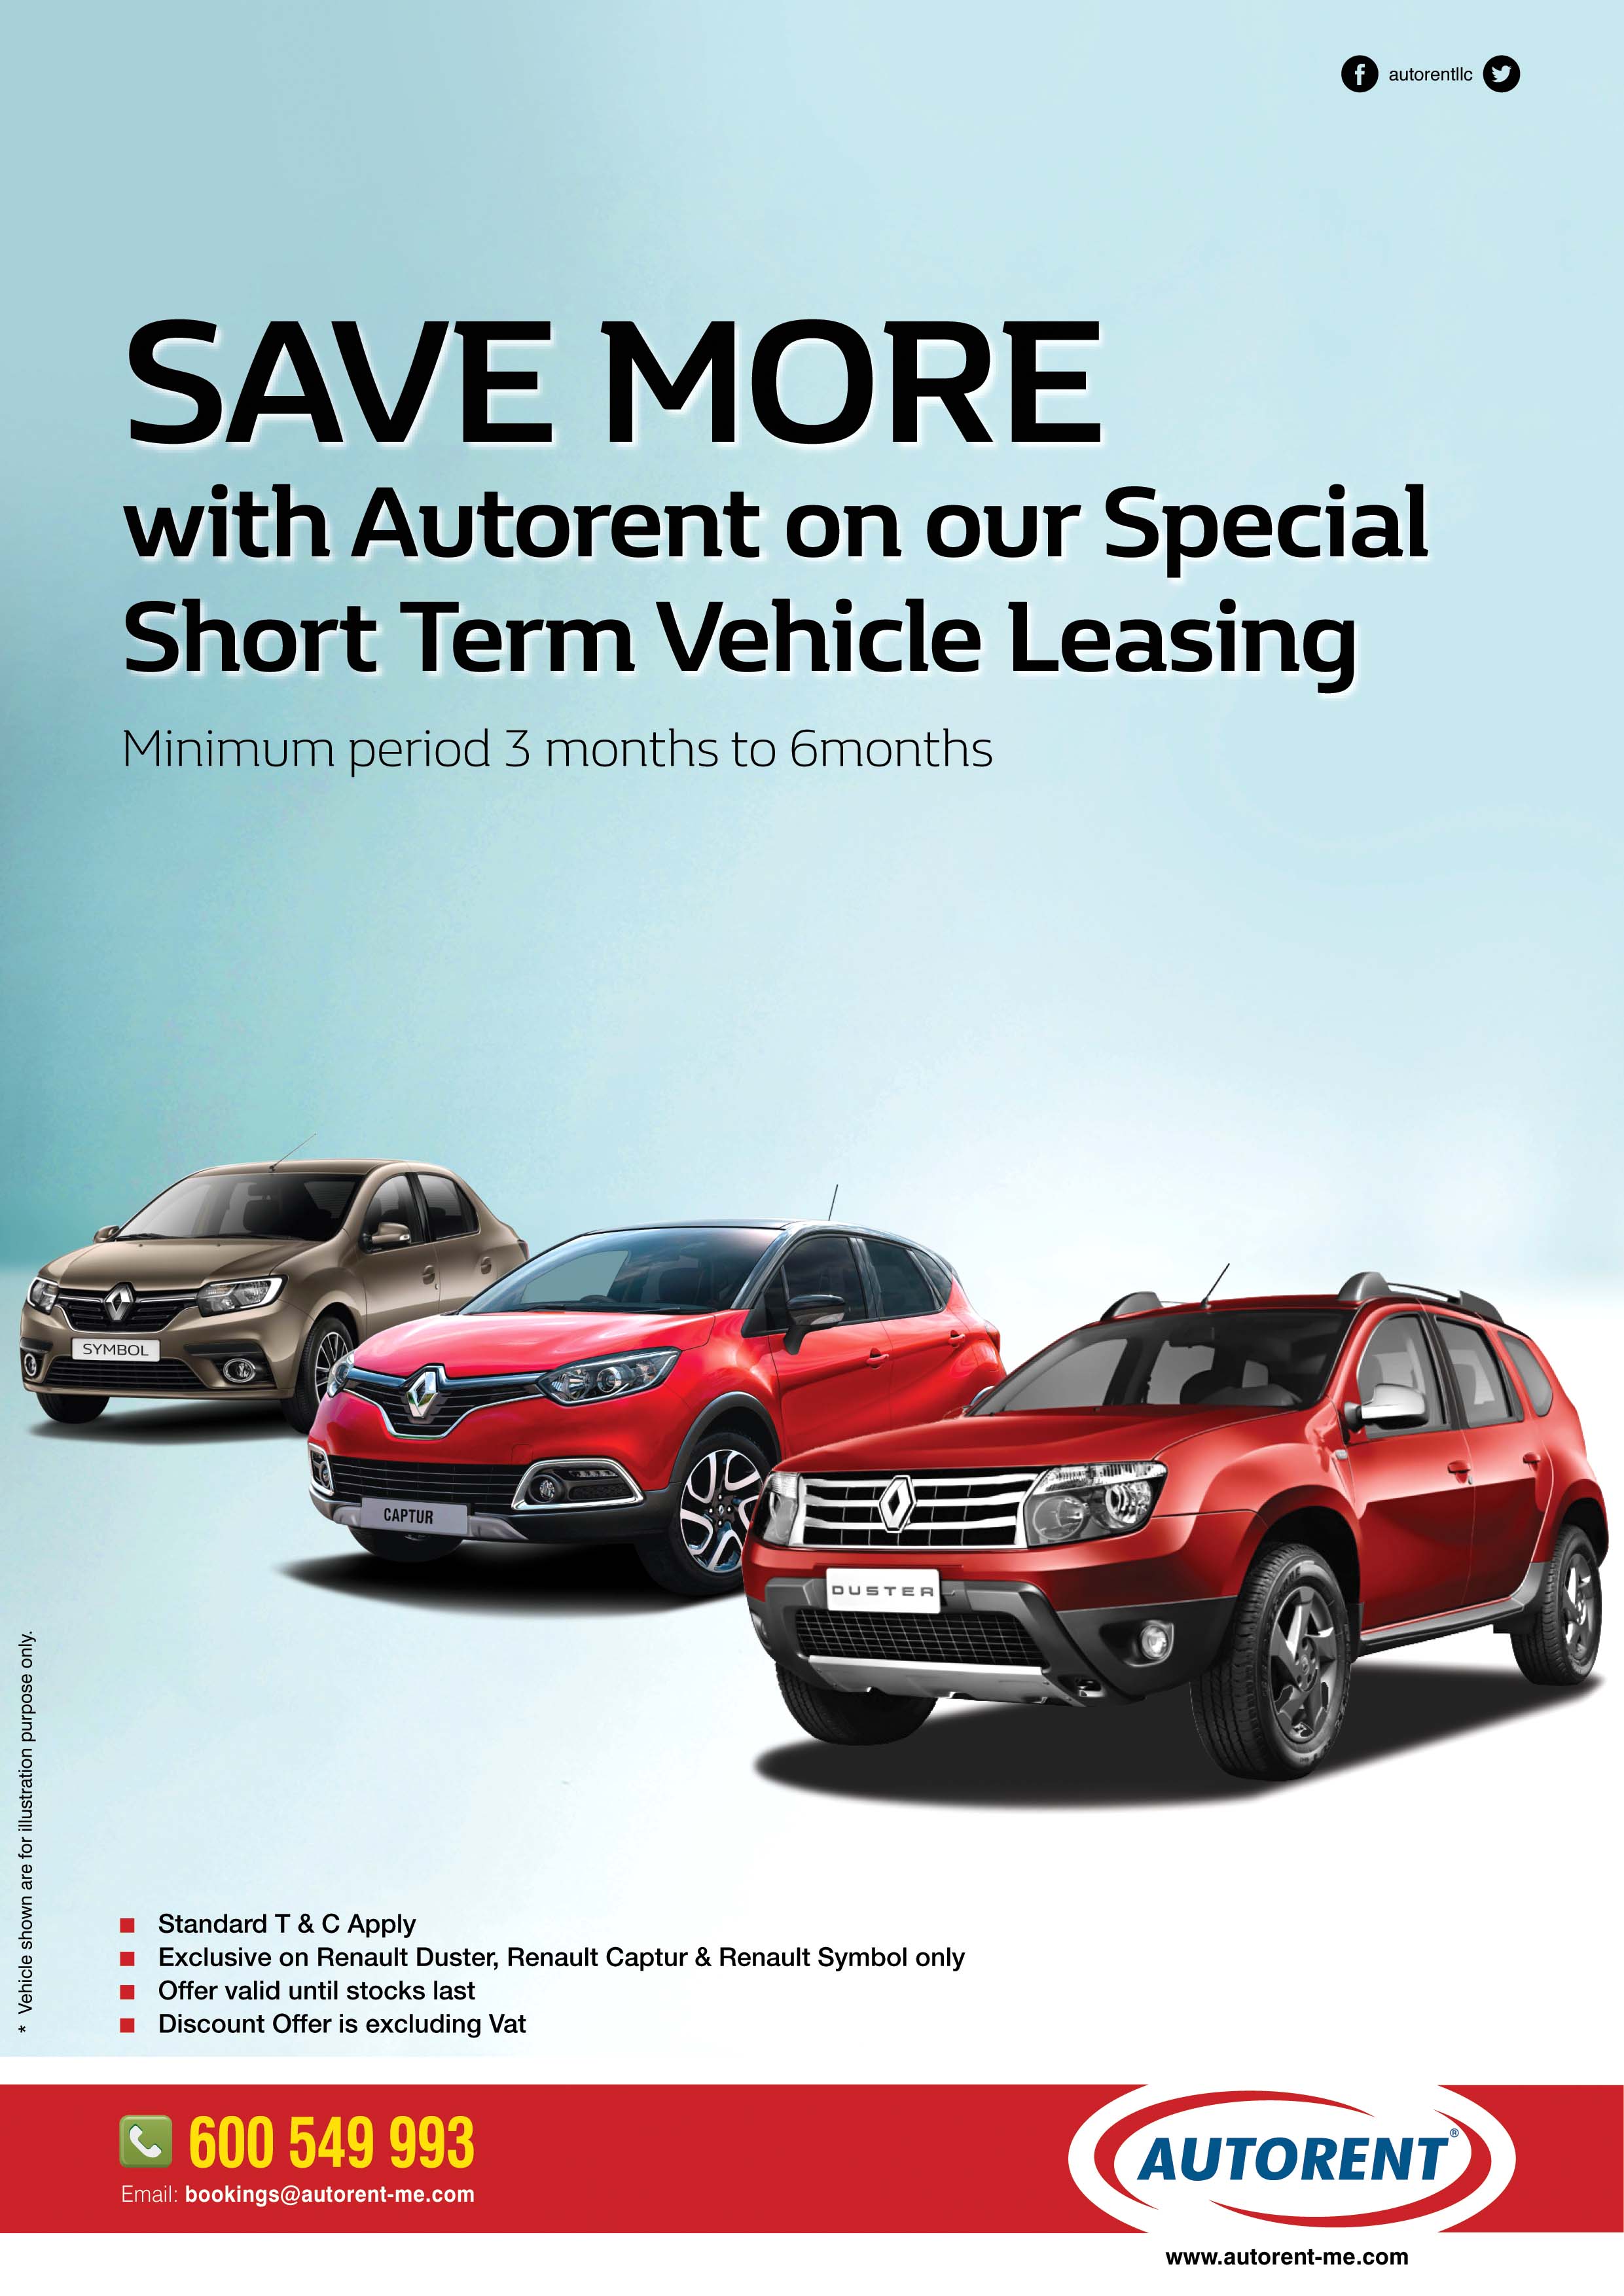 autorentllc
SAVE MORE
with Autorent on our Special
Short Term Vehicle Leasing
Minimum period 3 months to 6months
SYMBOL
CAPTUR
DUSTER
* Vehicle shown are for illustration purpose only.
Standard T & C Apply
Exclusive on Renault Duster, Renault Captur & Renault Symbol only
Offer valid until stocks last
Discount Offer is excluding Vat
600 549 993
Email: bookings@autorent-me.com
AUTORENT®
www.autorent-me.com